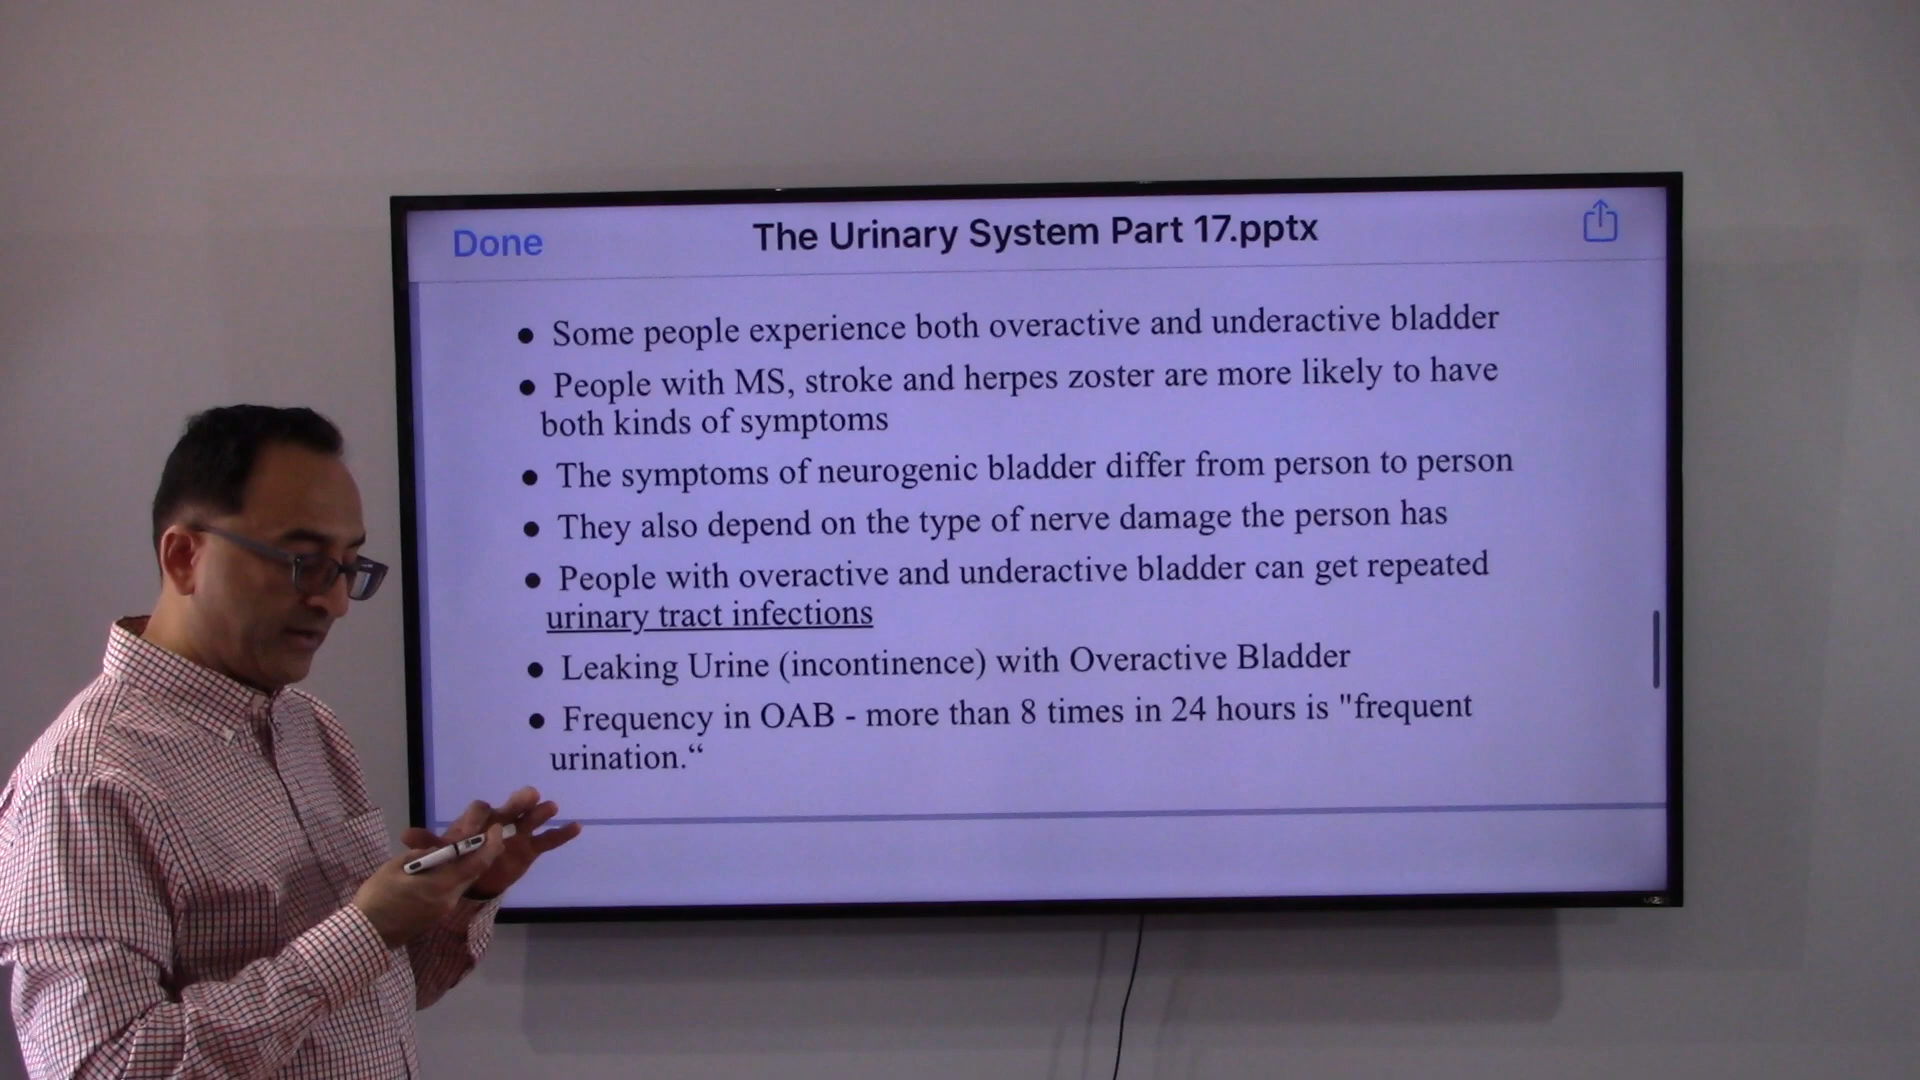 Done
The Urinary System Part 17.pptx
● Some people experience both overactive and underactive bladder
● People with MS, stroke and herpes zoster are more likely to have
both kinds of symptoms
● The symptoms of neurogenic bladder differ from person to person
● They also depend on the type of nerve damage the person has
● People with overactive and underactive bladder can get repeated
urinary tract infections
● Leaking Urine (incontinence) with Overactive Bladder
● Frequency in OAB - more than 8 times in 24 hours is "frequent
urination.“